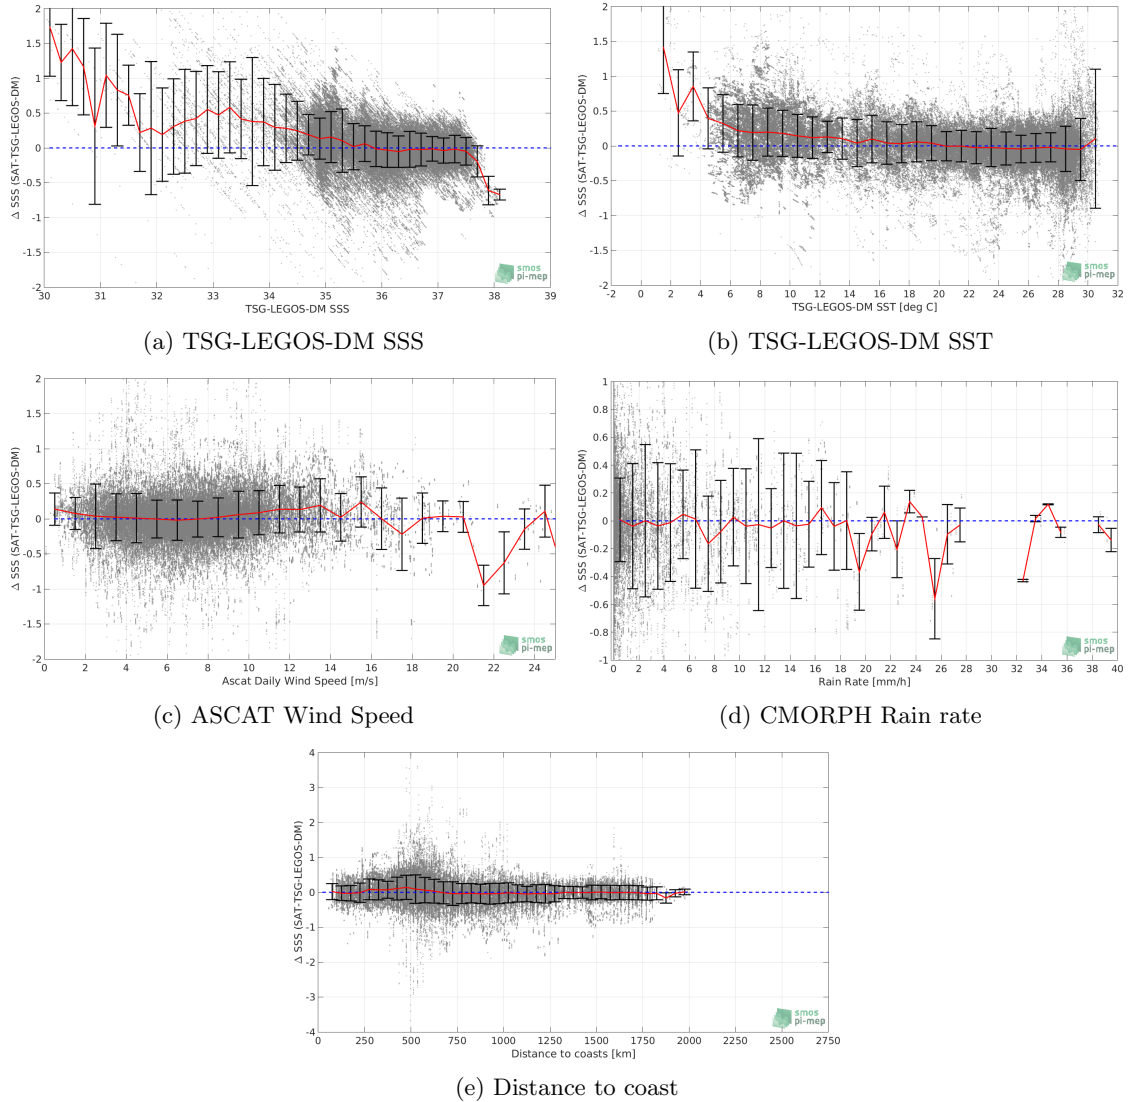 2
1.5
1
0.5
0
-0.5
-1
-1.5
-2
Δ SSS (SAT-TSG-LEGOS-DM)
30 31 32 33 34 35 36 37 38 39
TSG-LEGOS-DM SSS
smos
pi-mep
(a) TSG-LEGOS-DM SSS
2
1.5
1
0.5
0
-0.5
-1
-1.5
-2
Δ SSS (SAT-TSG-LEGOS-DM)
-2 0 2 4 6 8 10 12 14 16 18 20 22 24 26 28 30 32
TSG-LEGOS-DM SST [deg C]
smos
pi-mep
(b) TSG-LEGOS-DM SST
2
1.5
1
0.5
0
-0.5
-1
-1.5
-2
Δ SSS (SAT-TSG-LEGOS-DM)
0 2 4 6 8 10 12 14 16 18 20 22 24
Ascat Daily Wind Speed [m/s]
smos
pi-mep
(c) ASCAT Wind Speed
1
0.8
0.6
0.4
0.2
0
-0.2
-0.4
-0.6
-0.8
-1
Δ SSS (SAT-TSG-LEGOS-DM)
0 2 4 6 8 10 12 14 16 18 20 22 24 26 28 30 32 34 36 38 40
Rain Rate [mm/h]
smos
pi-mep
(d) CMORPH Rain rate
4
3
2
1
0
-1
-2
-3
-4
Δ SSS (SAT-TSG-LEGOS-DM)
0 250 500 750 1000 1250 1500 1750 2000 2250 2500 2750
Distance to coasts [km]
smos
pi-mep
(e) Distance to coast